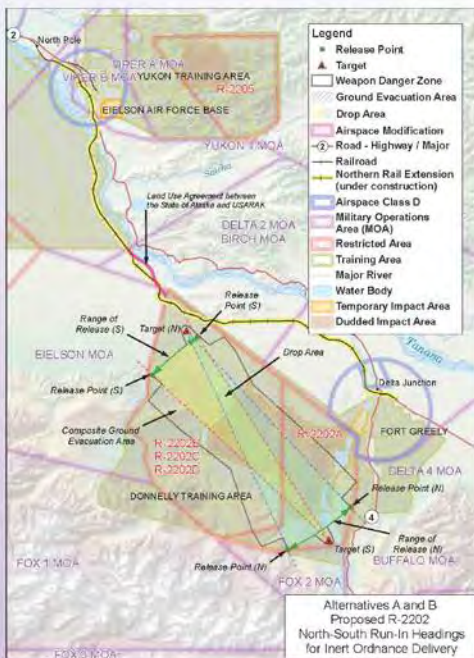 2
North Pole
VIPER A MOA
VIPER B MOA
YUKON TRAINING AREA
R-2205
EIELSON AIR FORCE BASE
YUKON 1 MOA
Land Use Agreement between
the State of Alaska and USARAK
DELTA 2 MOA
BIRCH MOA
Release
Point (S)
Range of
Release (S)
Target (N)
Drop Area
EIELSON MOA
Release Point (S)
Composite Ground
Evacuation Area
R-2202B
R-2202C
R-2202D
R-2202A
Tanana
Delta Junction
FORT GREELY
DELTA 4 MOA
DONNELLY TRAINING AREA
Release Point (N)
4
Range of
Release (N)
Release Point (N)
Target (S)
FOX 1 MOA
FOX 2 MOA
BUFFALO MOA
FOX 3 MOA
Legend
Release Point
Target
Weapon Danger Zone
Ground Evacuation Area
Drop Area
Airspace Modification
2 Road - Highway / Major
Railroad
Northern Rail Extension
(under construction)
Airspace Class D
Military Operations
Area (MOA)
Restricted Area
Training Area
Major River
Water Body
Temporary Impact Area
Dudded Impact Area
Alternatives A and B
Proposed R-2202
North-South Run-In Headings
for Inert Ordnance Delivery